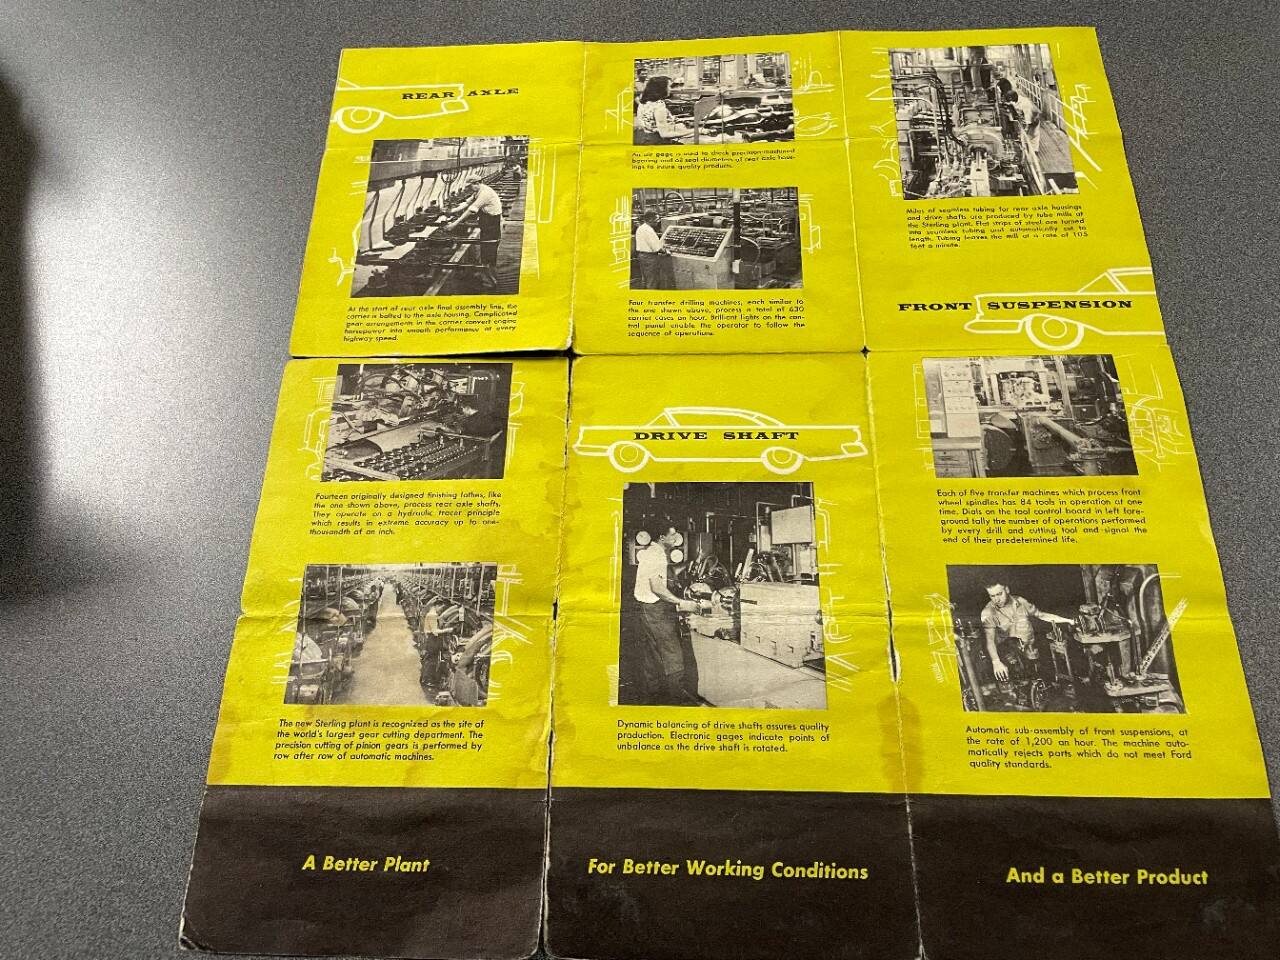 REAR AXLE
At the start of rear axle final assembly line, the
carrier is bolted to the axle housing. Complicated
gear arrangements in the carrier convert engine
horsepower into smooth performance at every
highway speed.
Fourteen originally designed finishing lathes, like
the one shown above, process rear axle shafts.
They operate on a hydraulic tracer principle
which results in extreme accuracy up to one-
thousandth of an inch.
The new Sterling plant is recognized as the site of
the world's largest gear cutting department. The
precision cutting of pinion gears is performed by
row after row of automatic machines.
A Better Plant
An air gage is used to check precision-machined
bearing and oil seal diameters of rear axle hous-
ings to insure quality products.
Four transfer drilling machines, each similar to
the one shown above, process a total of 630
carrier cases an hour. Brilliant lights on the con-
trol panel enable the operator to follow the
sequence of operations.
DRIVE SHAFT
Dynamic balancing of drive shafts assures quality
production. Electronic gages indicate points of
unbalance as the drive shaft is rotated.
For Better Working Conditions
Miles of seamless tubing for rear axle housings
and drive shafts are produced by tube mills at
the Sterling plant. Flat strips of steel are turned
into seamless tubing and automatically cut to
length. Tubing leaves the mill at a rate of 105
feet a minute.
FRONT SUSPENSION
Each of five transfer machines which process front
wheel spindles has 84 tools in operation at one
time. Dials on the tool control board in left fore-
ground tally the number of operations performed
by every drill and cutting tool and signal the
end of their predetermined life.
Automatic sub-assembly of front suspensions, at
the rate of 1,200 an hour. The machine auto-
matically rejects parts which do not meet Ford
quality standards.
And a Better Product